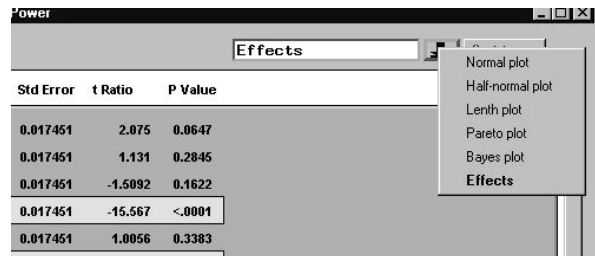 Power
Effects
Normal plot
Half-normal plot
Lenth plot
Pareto plot
Bayes plot
Effects
Std Error t Ratio P Value
0.017451 2.075 0.0647
0.017451 1.131 0.2845
0.017451 -1.5092 0.1622
0.017451 -15.567 <.0001
0.017451 1.0056 0.3383